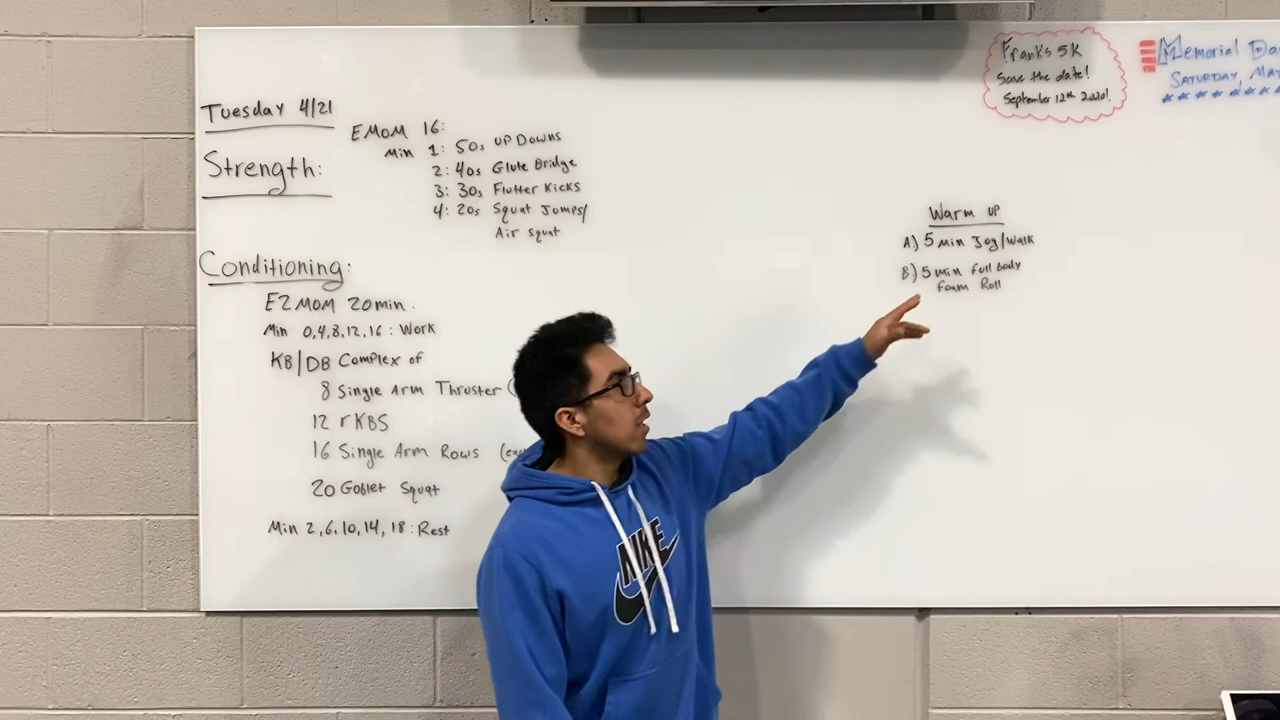 Tuesday 4/21
Strength:
EMOM 16:
Min 1: 50s UP Downs
2: 40s Glute Bridge
3: 30s Flutter Kicks
4: 20s Squat Jumps/
Air squat
Conditioning:
E2MOM 20min.
Min 0,4,8,12,16: Work
KB/DB Complex of
8 Single Arm Thruster (
12 rKBS
16 Single Arm Rows
20 Goblet Squat
Min 2,6,10,14,18: Rest
Warm UP
A) 5 min Jog/Walk
B) 5 min full body
Foam Roll
Frank's 5K
Save the date!
September 12th 2020!
Memorial
Saturday,
NIKE